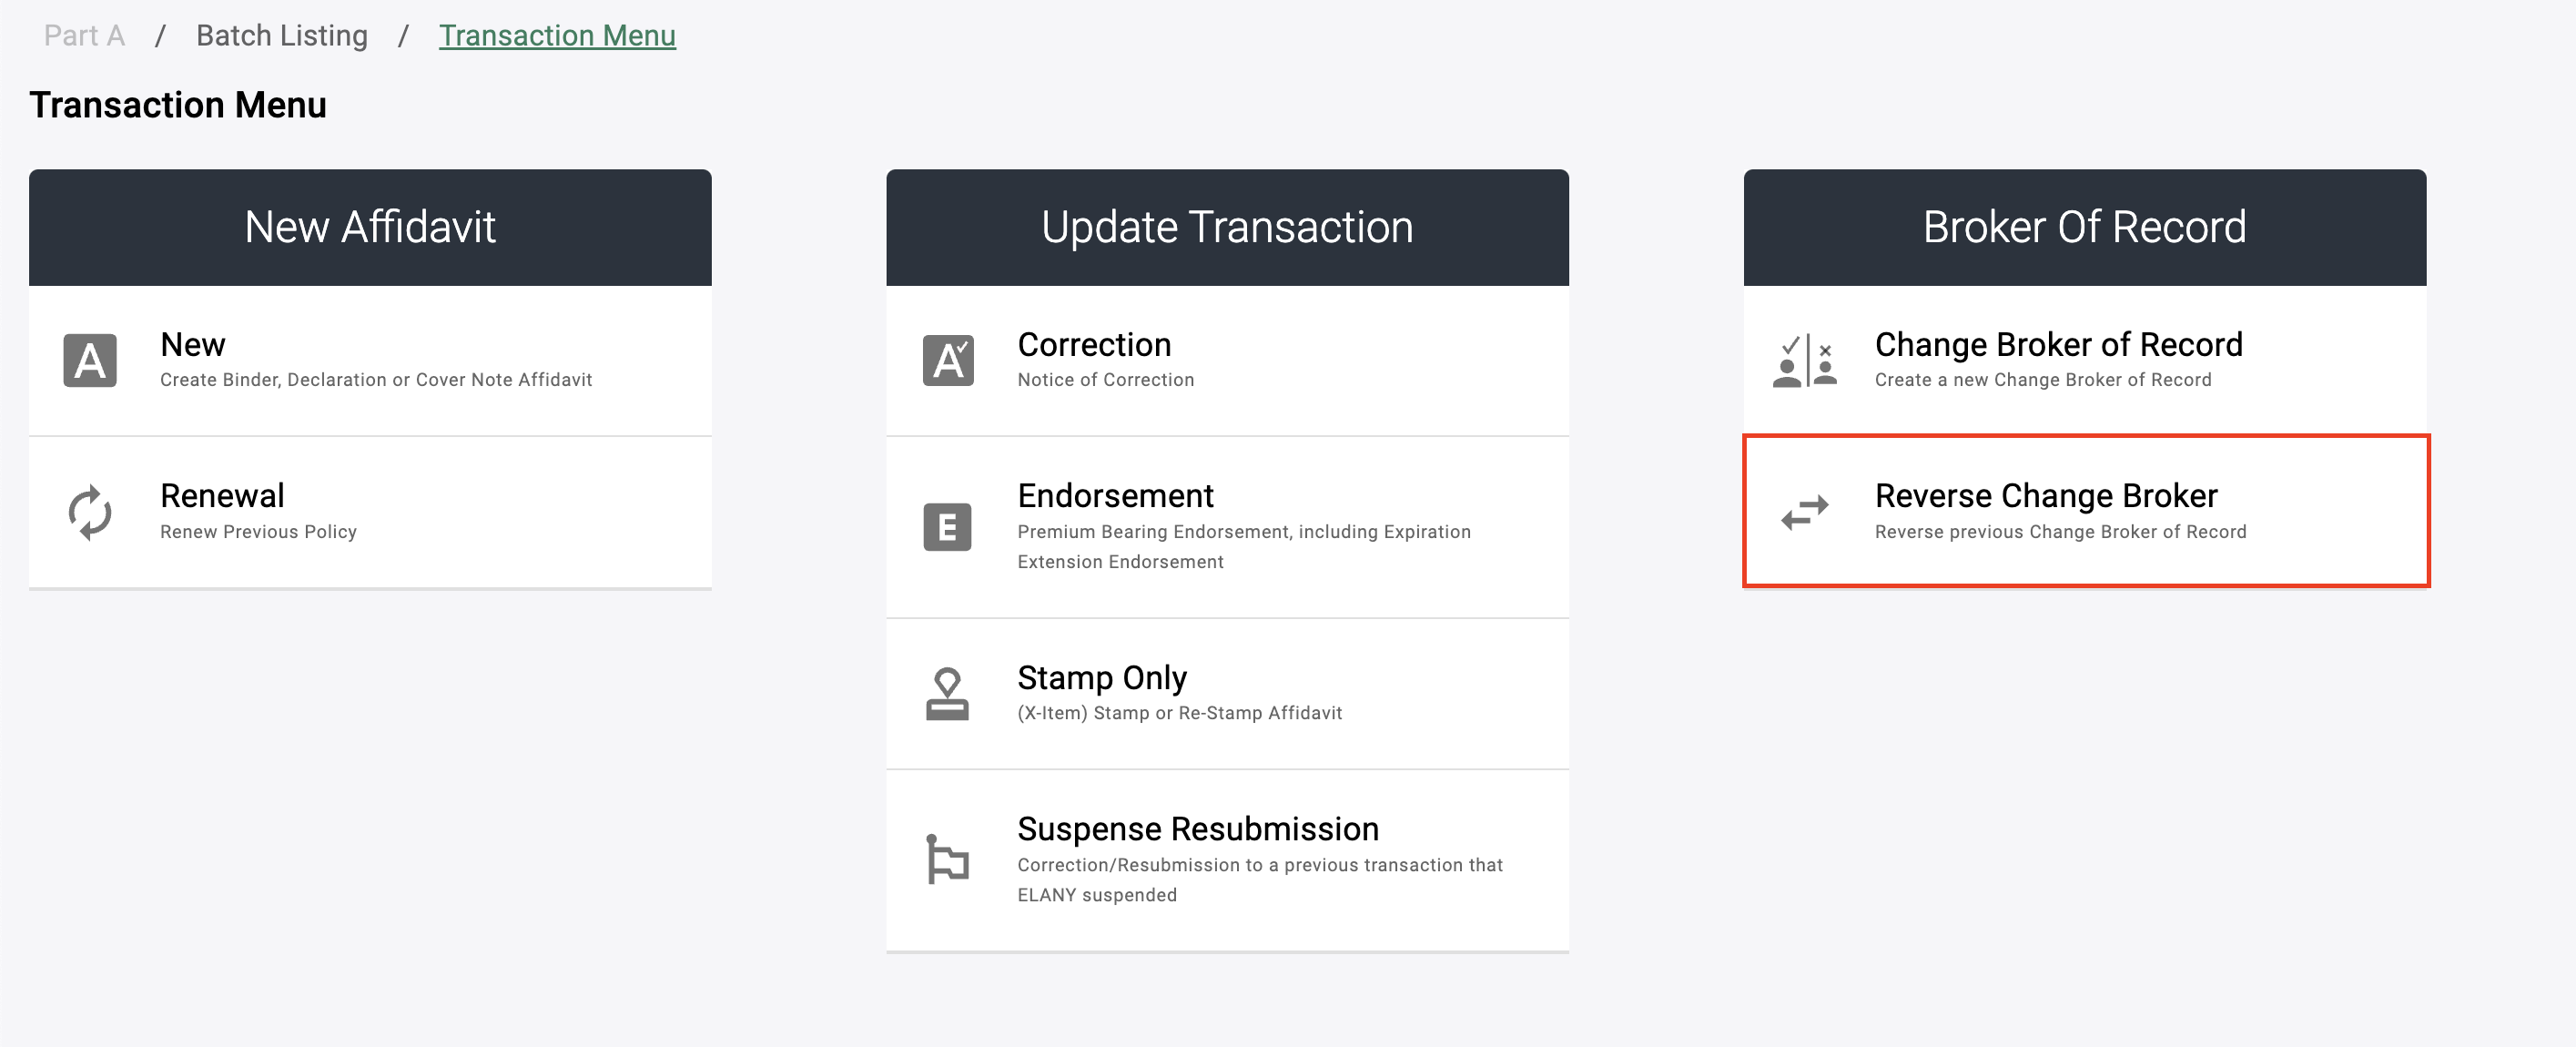 Part A / Batch Listing / Transaction Menu
Transaction Menu
New Affidavit
A
New
Create Binder, Declaration or Cover Note Affidavit
Renewal
Renew Previous Policy
Update Transaction
A
Correction
Notice of Correction
E
Endorsement
Premium Bearing Endorsement, including Expiration
Extension Endorsement
Stamp Only
(X-Item) Stamp or Re-Stamp Affidavit
Suspense Resubmission
Correction/Resubmission to a previous transaction that
ELANY suspended
Broker Of Record
Change Broker of Record
Create a new Change Broker of Record
Reverse Change Broker
Reverse previous Change Broker of Record